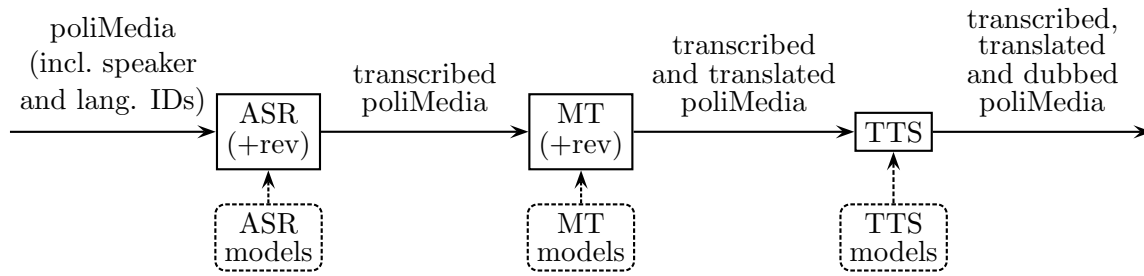 poliMedia
(incl. speaker
and lang. IDs)
ASR
(+rev)
ASR
models
transcribed
poliMedia
MT
(+rev)
MT
models
transcribed
and translated
poliMedia
TTS
TTS
models
transcribed,
translated
and dubbed
poliMedia